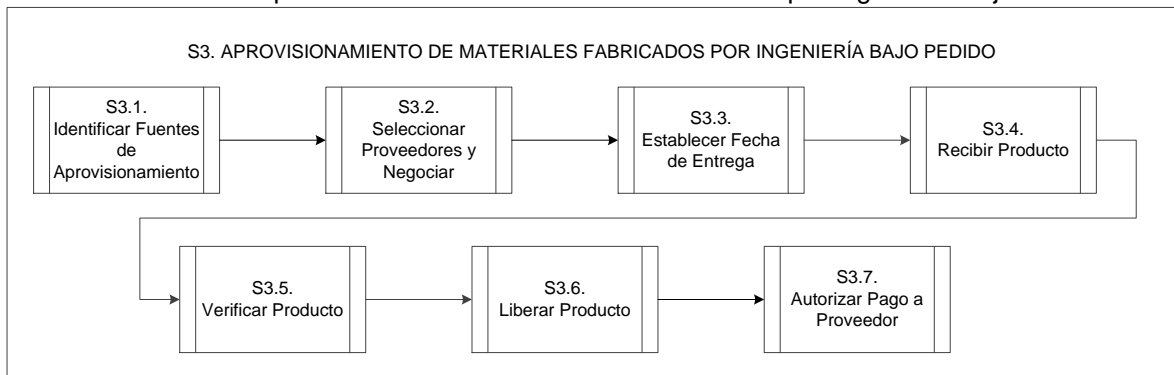 S3. APROVISIONAMIENTO DE MATERIALES FABRICADOS POR INGENIERÍA BAJO PEDIDO
S3.1.
Identificar Fuentes
de
Aprovisionamiento
S3.2.
Seleccionar
Proveedores y
Negociar
S3.3.
Establecer Fecha
de Entrega
S3.4.
Recibir Producto
S3.5.
Verificar Producto
S3.6.
Liberar Producto
S3.7.
Autorizar Pago a
Proveedor